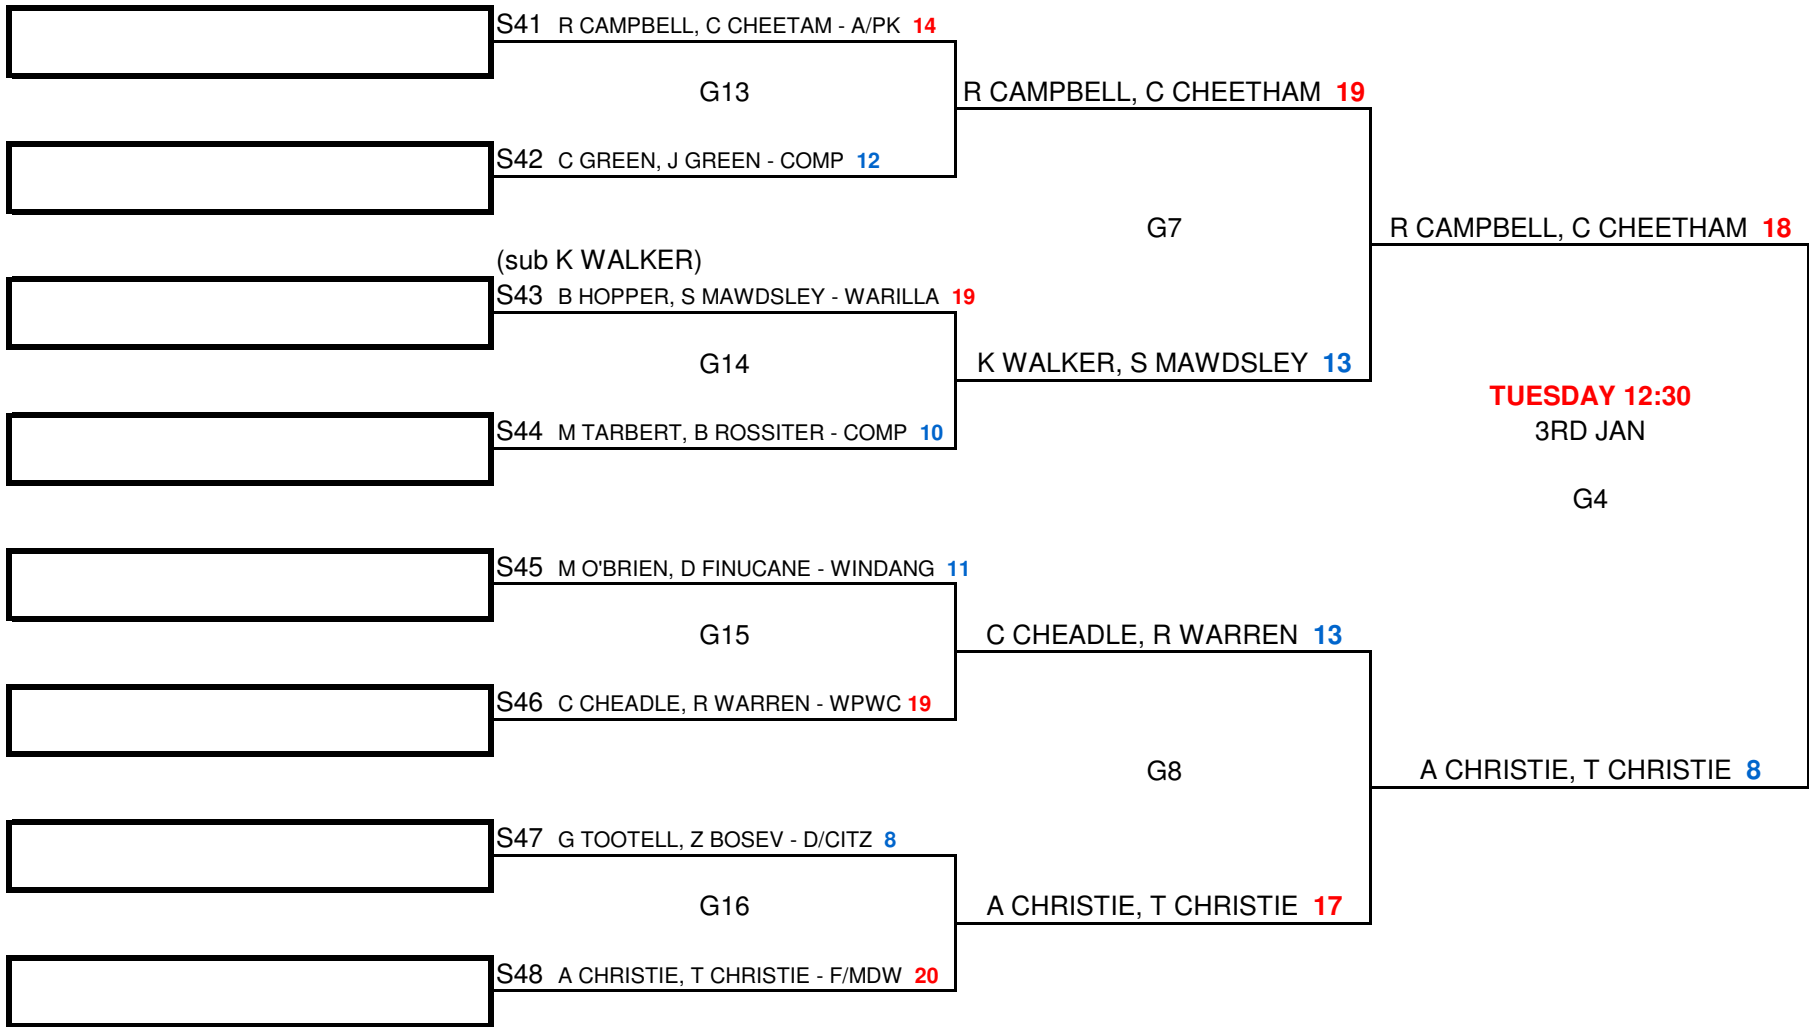 S41 R CAMPBELL, C CHEETAM - A/PK 14
G13
R CAMPBELL, C CHEETHAM 19
S42 C GREEN, J GREEN - COMP 12
G7
R CAMPBELL, C CHEETHAM 18
(sub K WALKER)
S43 B HOPPER, S MAWDSLEY - WARILLA 19
G14
K WALKER, S MAWDSLEY 13
TUESDAY 12:30
3RD JAN
S44 M TARBERT, B ROSSITER - COMP 10
G4
S45 M O'BRIEN, D FINUCANE - WINDANG 11
G15
C CHEADLE, R WARREN 13
S46 C CHEADLE, R WARREN - WPWC 19
G8
A CHRISTIE, T CHRISTIE 8
S47 G TOOTELL, Z BOSEV - D/CITZ 8
G16
A CHRISTIE, T CHRISTIE 17
S48 A CHRISTIE, T CHRISTIE - F/MDW 20